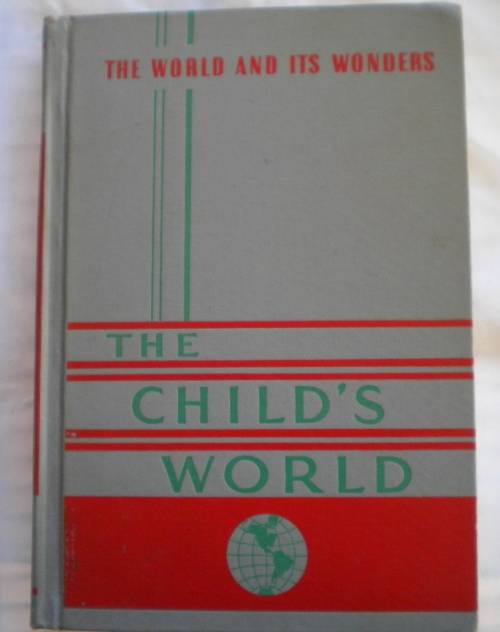 THE WORLD AND ITS WONDERS
THE
CHILD'S
WORLD